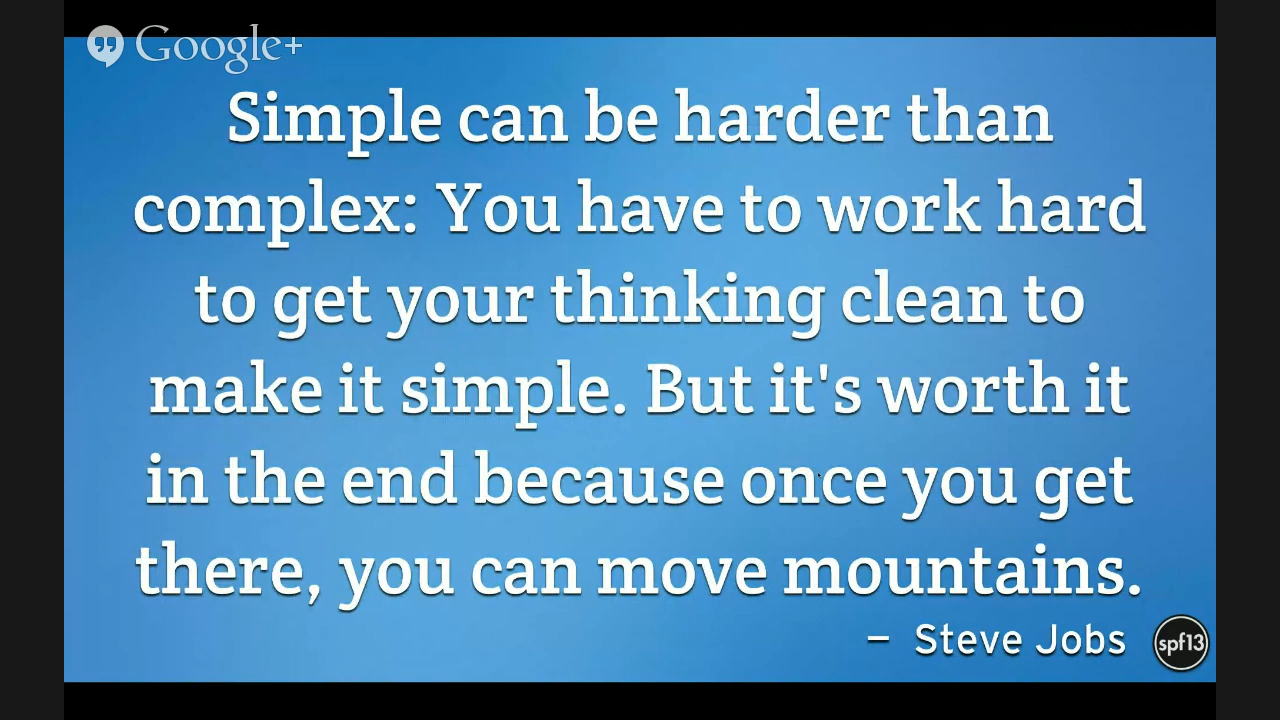 Google+
Simple can be harder than
complex: You have to work hard
to get your thinking clean to
make it simple. But it's worth it
in the end because once you get
there, you can move mountains.
– Steve Jobs
spf13